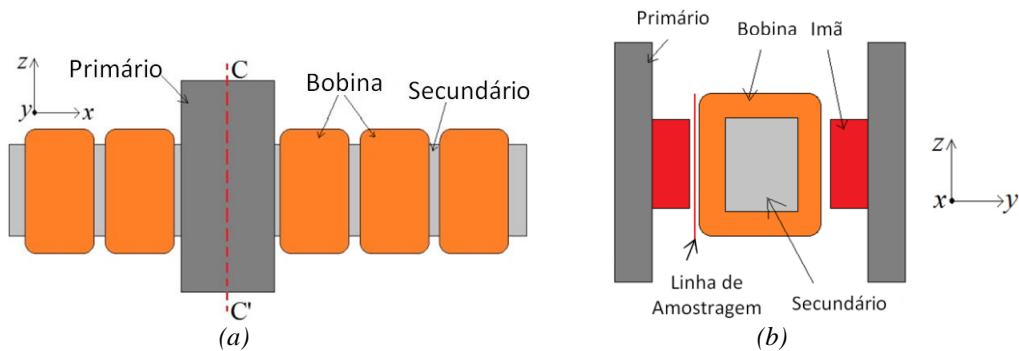 z
y
x
Primário
C
Bobina
Secundário
C'
(a)
Primário
Bobina
Imã
z
x
y
Linha de
Amostragem
Secundário
(b)